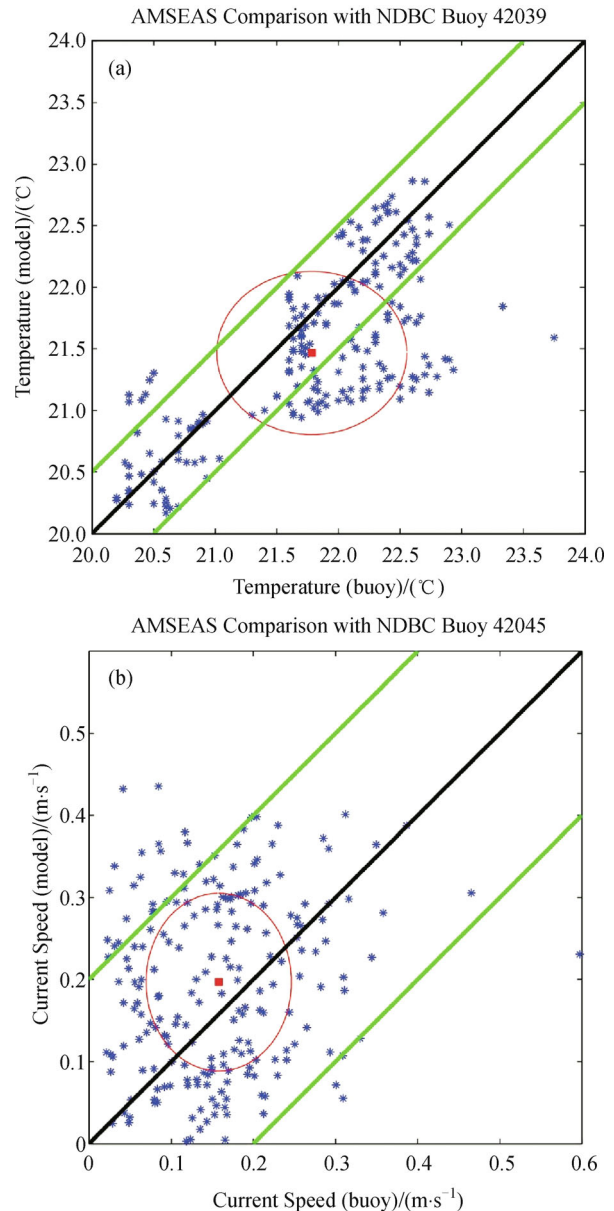 AMSEAS Comparison with NDBC Buoy 42039
24.0
(a)
23.5
23.0
22.5
22.0
21.5
21.0
20.5
20.0
Temperature (model)/(℃)
20.0 20.5 21.0 21.5 22.0 22.5 23.0 23.5 24.0
Temperature (buoy)/(℃)
AMSEAS Comparison with NDBC Buoy 42045
(b)
0.5
0.4
0.3
0.2
0.1
0
Current Speed (model)/(m·s⁻¹)
0 0.1 0.2 0.3 0.4 0.5 0.6
Current Speed (buoy)/(m·s⁻¹)